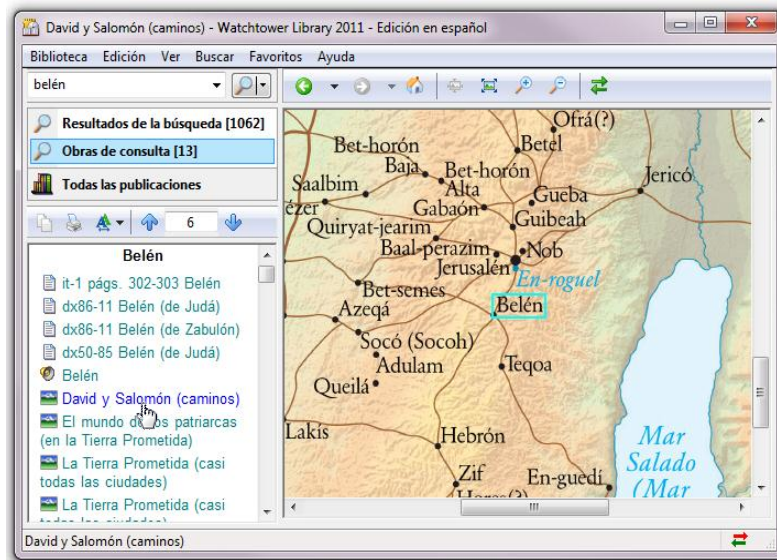 David y Salomón (caminos) - Watchtower Library 2011 - Edición en español
Biblioteca Edición Ver Buscar Favoritos Ayuda
belén
Resultados de la búsqueda [1062]
Obras de consulta [13]
Todas las publicaciones
6
Belén
it-1 págs. 302-303 Belén
dx86-11 Belén (de Judá)
dx86-11 Belén (de Zabulón)
dx50-85 Belén (de Judá)
Belén
David y Salomón (caminos)
El mundo de los patriarcas
(en la Tierra Prometida)
La Tierra Prometida (casi
todas las ciudades)
La Tierra Prometida (casi
todas las ciudades)
Ofrá(?)
Bet-horón
Betel
Baja
Bet-horón
Jericó
Saalbim
Alta
Gueba
ézer
Gabaón
Guibeah
Quiryat-jearim
Baal-perazim
Nob
Jerusalén
En-roguel
Bet-semes
Belén
Azeqá
Socó (Socoh)
Adulam
Teqoa
Queilá
Lakís
Hebrón
Mar
Salado
(Mar
Zif
En-guedí
Hores(?)
David y Salomón (caminos)